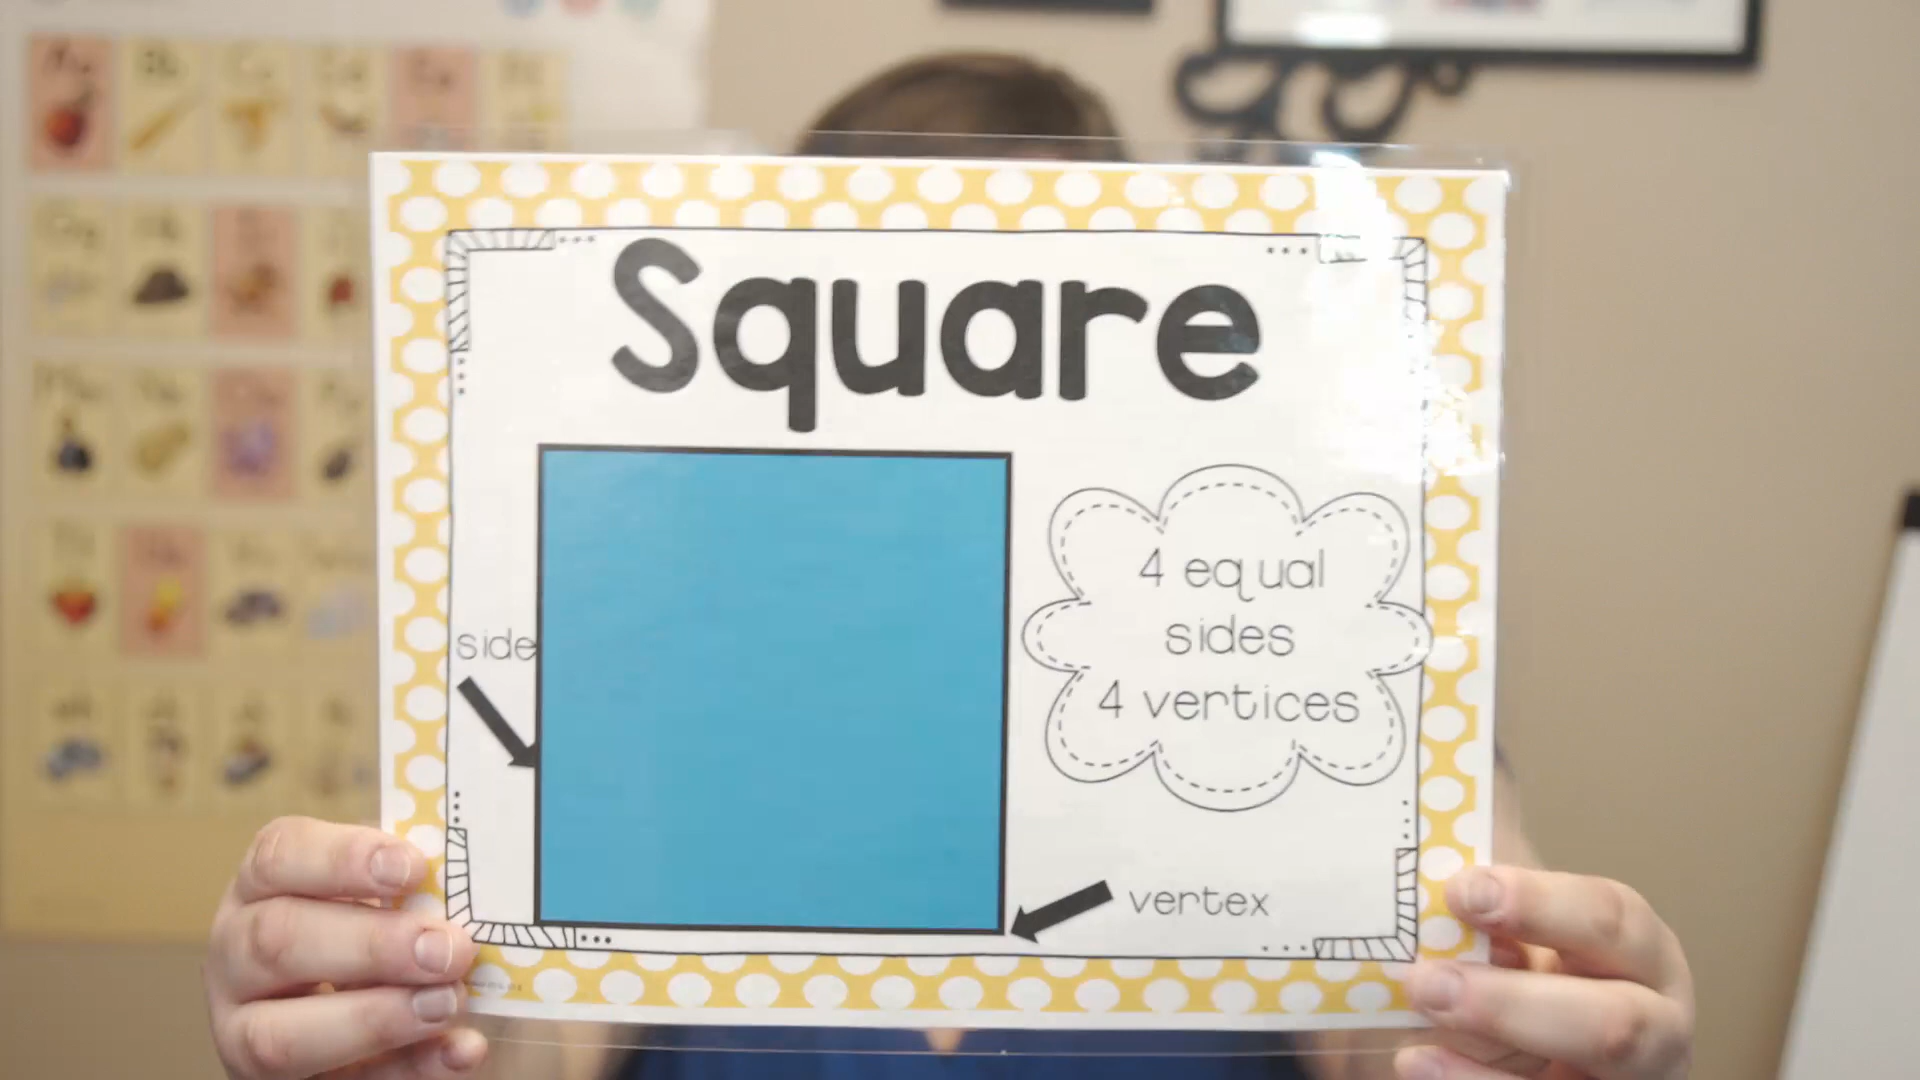 Square
4 equal
sides
4 vertices
side
vertex